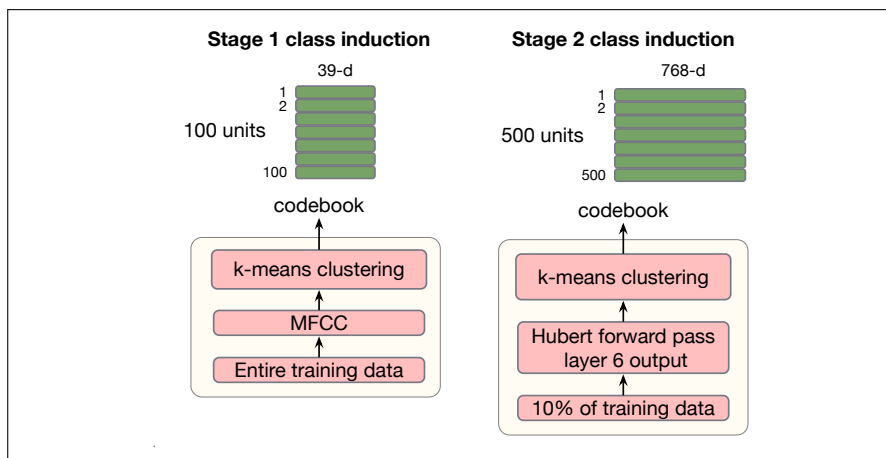 Stage 1 class induction
39-d
1
2
100 units
100
codebook
k-means clustering
MFCC
Entire training data
Stage 2 class induction
768-d
1
2
500 units
500
codebook
k-means clustering
Hubert forward pass
layer 6 output
10% of training data